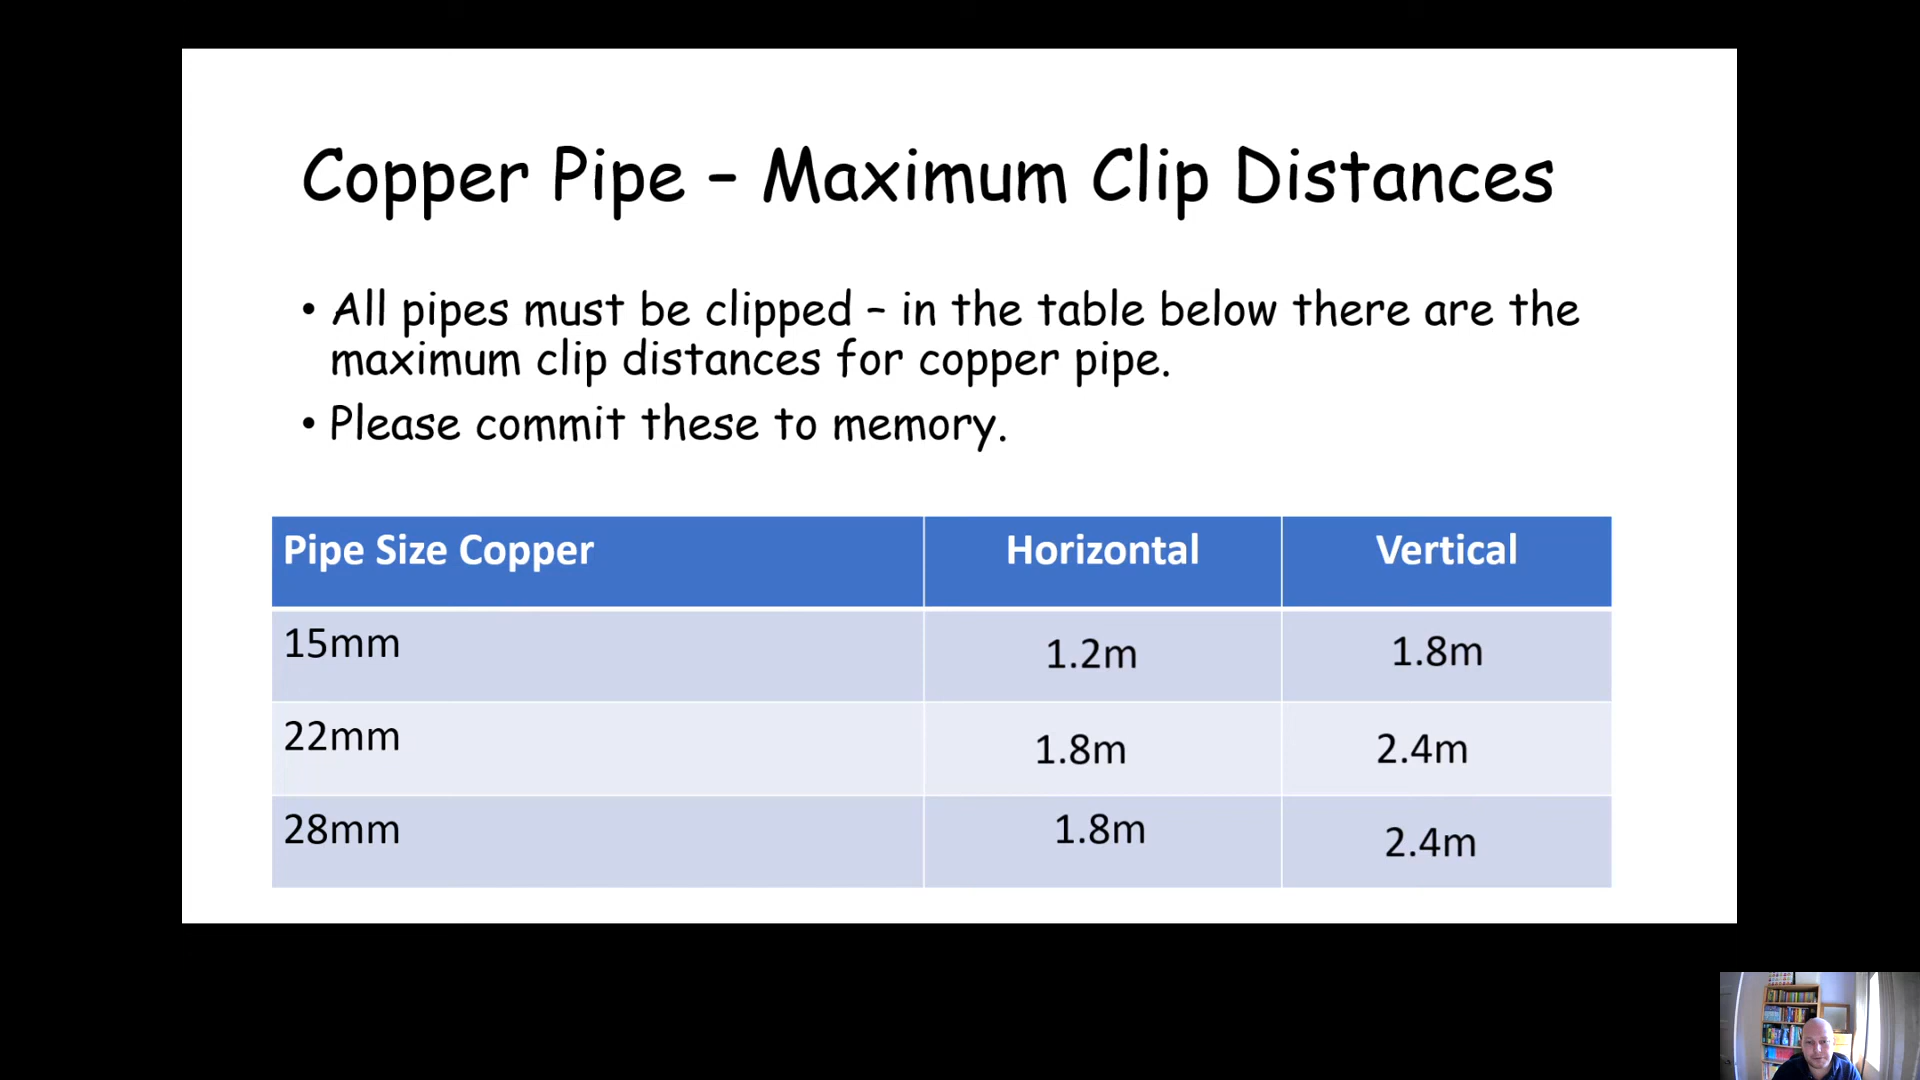 Copper Pipe – Maximum Clip Distances
• All pipes must be clipped – in the table below there are the
maximum clip distances for copper pipe.
• Please commit these to memory.
Pipe Size Copper Horizontal Vertical
15mm 1.2m 1.8m
22mm 1.8m 2.4m
28mm 1.8m 2.4m